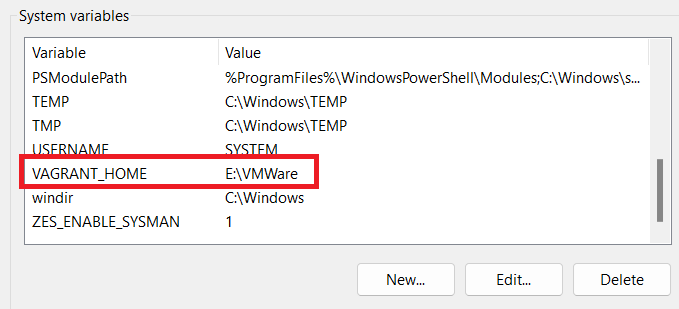 System variables
Variable Value
PSModulePath %ProgramFiles%\WindowsPowerShell\Modules;C:\Windows\s...
TEMP C:\Windows\TEMP
TMP C:\Windows\TEMP
USERNAME SYSTEM
VAGRANT_HOME E:\VMWare
windir C:\Windows
ZES_ENABLE_SYSMAN 1
New... Edit... Delete